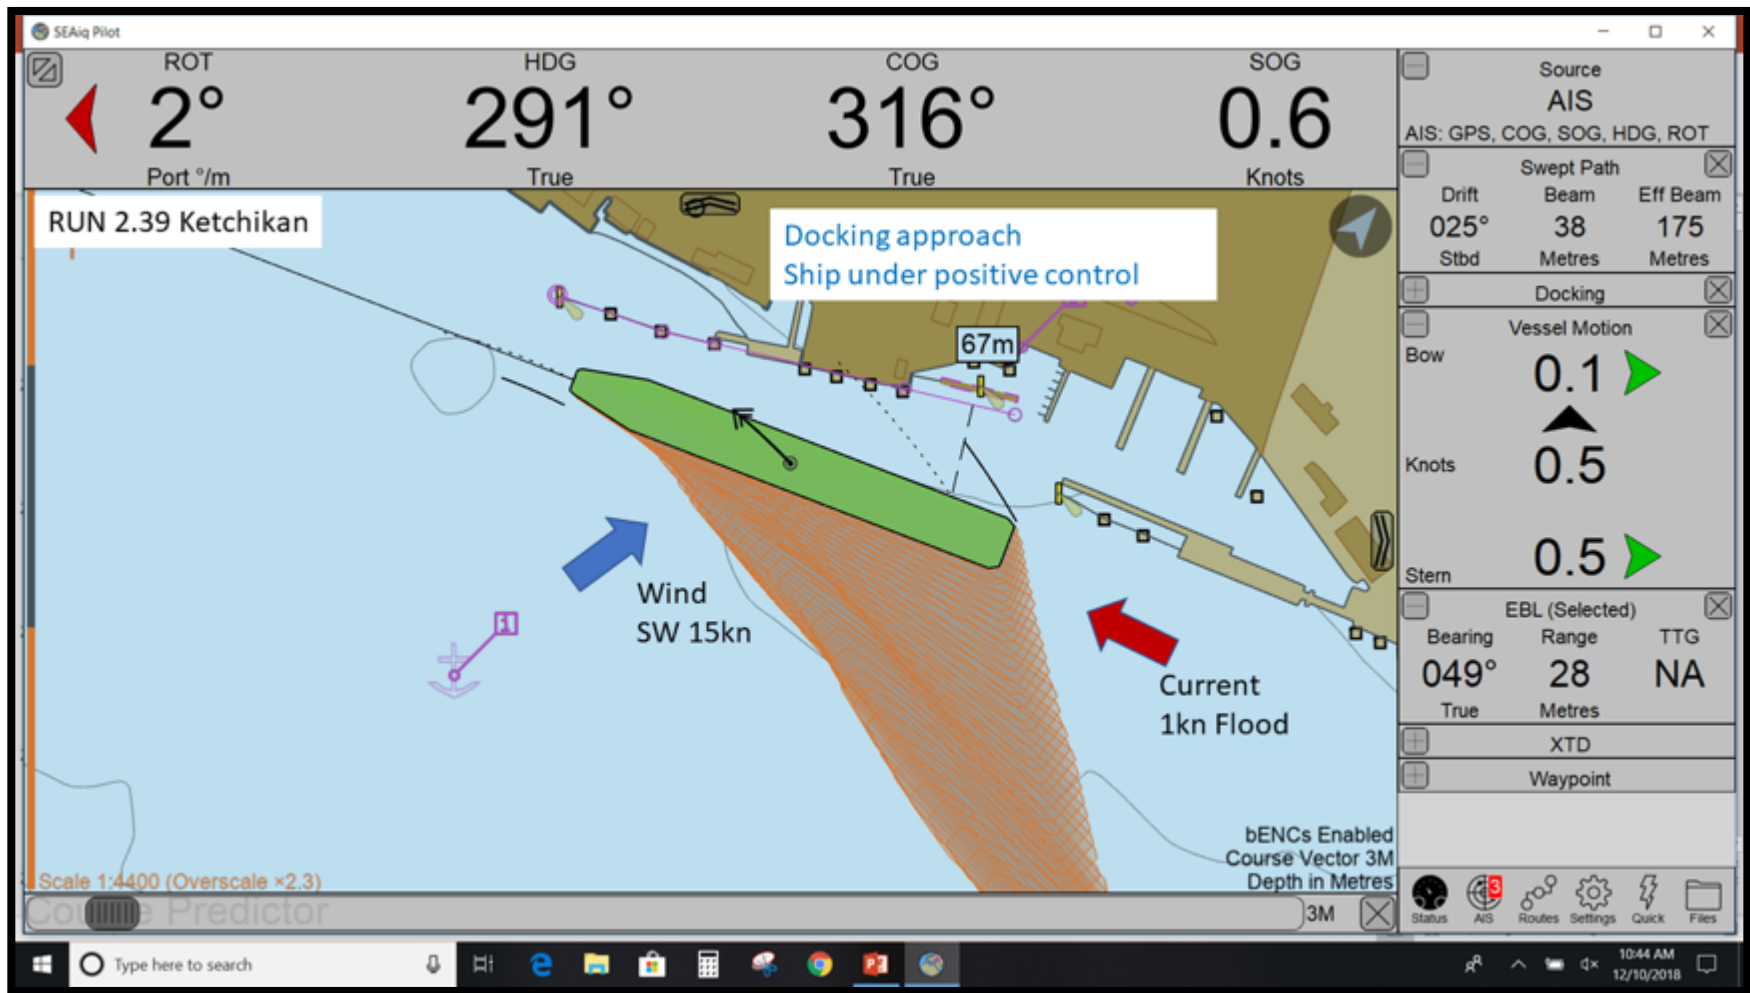 SEAiq Pilot
ROT
HDG
COG
SOG
2°
291°
316°
0.6
Port °/m
True
True
Knots
RUN 2.39 Ketchikan
Docking approach
Ship under positive control
67m
Wind
SW 15kn
1
Current
1kn Flood
bENCs Enabled
Course Vector 3M
Depth in Metres
Scale 1:4400 (Overscale ×2.3)
Course Predictor
3M
Source
AIS
AIS: GPS, COG, SOG, HDG, ROT
Swept Path
Drift Beam Eff Beam
025° 38 175
Stbd Metres Metres
Docking
Vessel Motion
Bow
0.1
Knots
0.5
Stern
0.5
EBL (Selected)
Bearing Range TTG
049° 28 NA
True Metres
XTD
Waypoint
3
Status AIS Routes Settings Quick Files
Type here to search
10:44 AM
12/10/2018